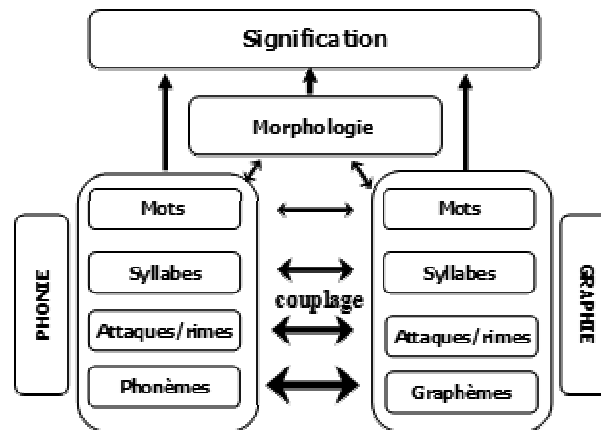 Signification
Morphologie
PHONIE
Mots
Syllabes
Attaques/rimes
Phonèmes
couplage
Mots
Syllabes
Attaques/rimes
Graphèmes
GRAPHIE